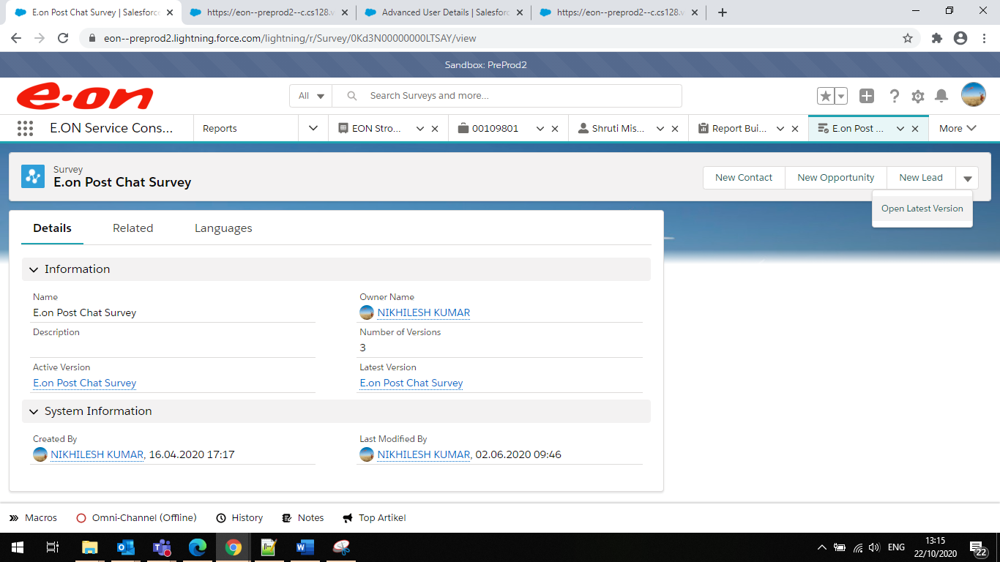 E.on Post Chat Survey | Salesforce
https://eon--preprod2--c.cs128.v
Advanced User Details | Salesforc
https://eon--preprod2--c.cs128.v
eon--preprod2.lightning.force.com/lightning/r/Survey/0Kd3N00000000LTSAY/view
Sandbox: PreProd2
e·on
All
Search Surveys and more...
E.ON Service Cons...
Reports
EON Stro...
00109801
Shruti Mis...
Report Bui...
E.on Post ...
More
Survey
E.on Post Chat Survey
New Contact
New Opportunity
New Lead
Open Latest Version
Details
Related
Languages
Information
Name
Owner Name
E.on Post Chat Survey
NIKHILESH KUMAR
Description
Number of Versions
3
Active Version
Latest Version
E.on Post Chat Survey
E.on Post Chat Survey
System Information
Created By
Last Modified By
NIKHILESH KUMAR, 16.04.2020 17:17
NIKHILESH KUMAR, 02.06.2020 09:46
Macros
Omni-Channel (Offline)
History
Notes
Top Artikel
ENG
13:15
22/10/2020
22